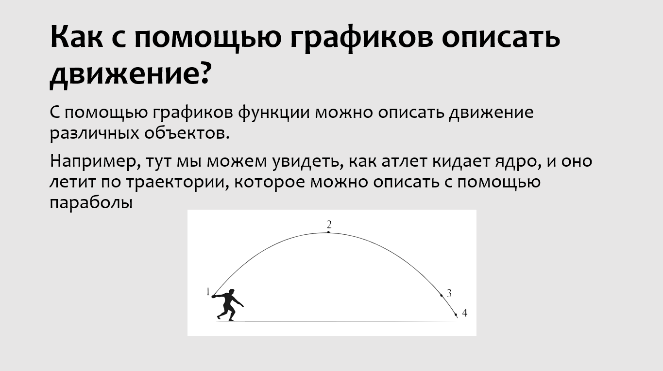 Как с помощью графиков описать
движение?
С помощью графиков функции можно описать движение
различных объектов.
Например, тут мы можем увидеть, как атлет кидает ядро, и оно
летит по траектории, которое можно описать с помощью
параболы
2
1
3
4